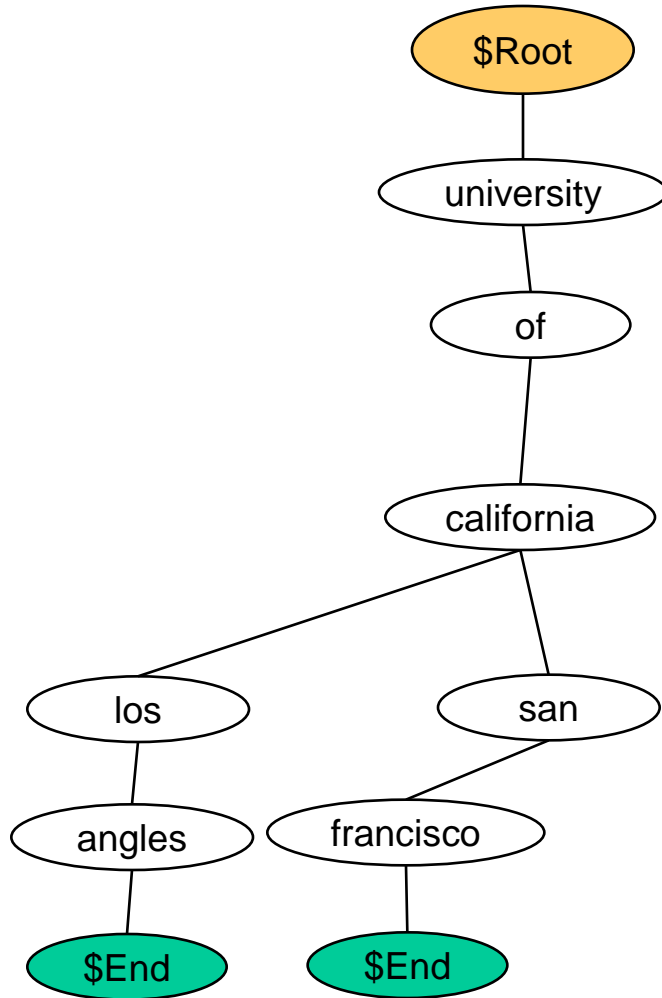 $Root
university
of
california
los
san
angles
francisco
$End
$End